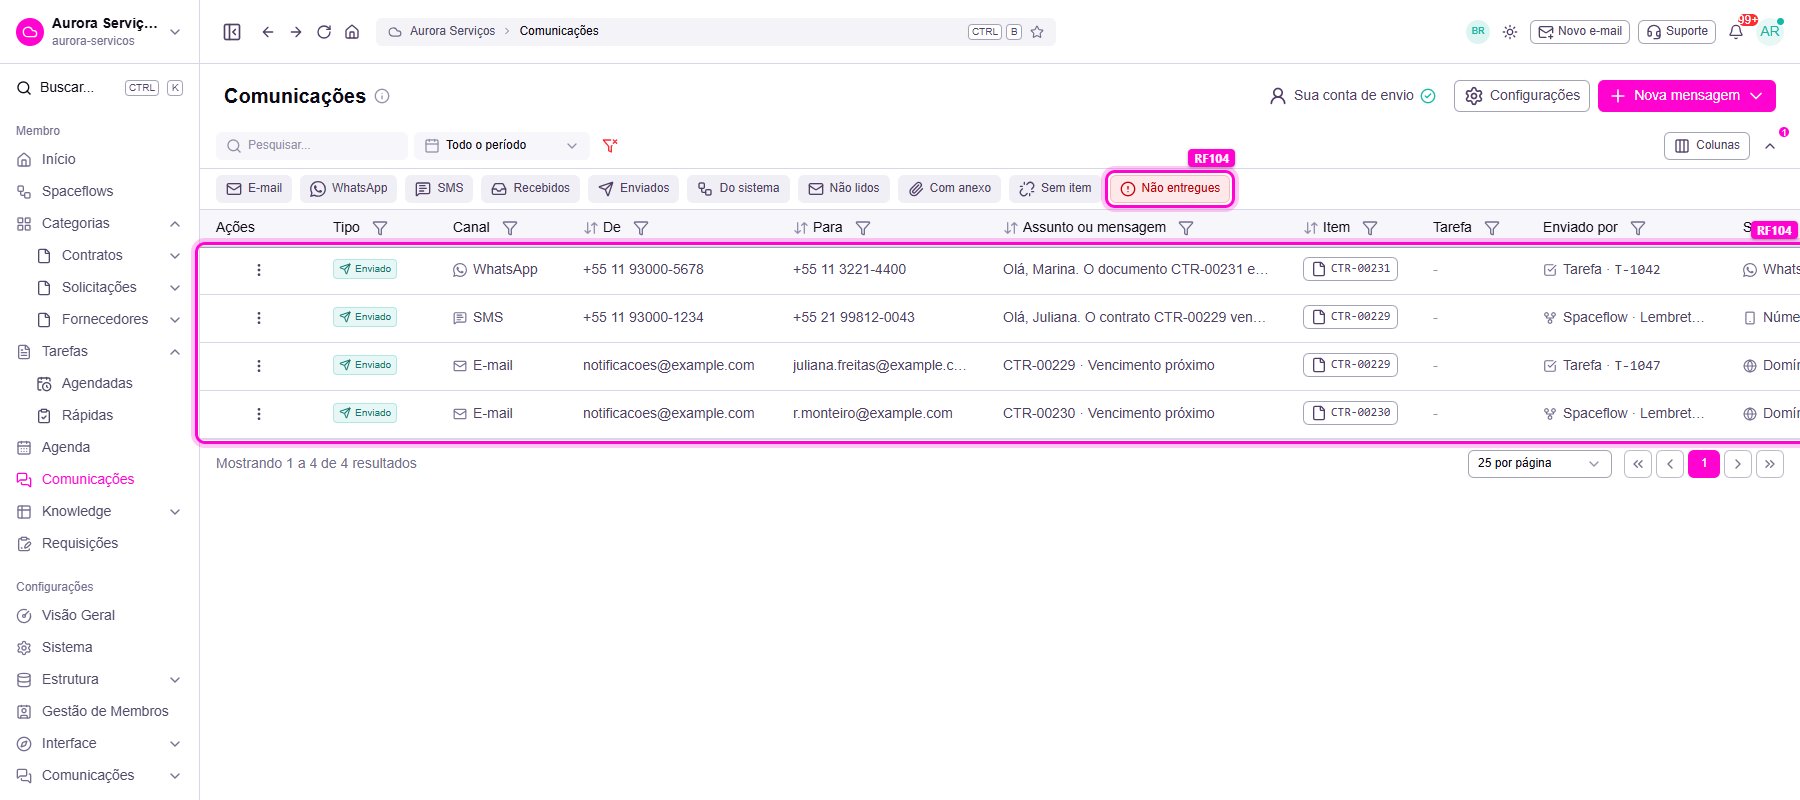 Aurora Serviç...
aurora-servicos
Aurora Serviços > Comunicações
CTRL B
BR
Novo e-mail
Suporte
99+
AR
Buscar... CTRL K
Membro
Início
Spaceflows
Categorias
Contratos
Solicitações
Fornecedores
Tarefas
Agendadas
Rápidas
Agenda
Comunicações
Knowledge
Requisições
Configurações
Visão Geral
Sistema
Estrutura
Gestão de Membros
Interface
Comunicações
Comunicações
Sua conta de envio
Configurações
Nova mensagem
Pesquisar...
Todo o período
Colunas
1
RF104
E-mail WhatsApp SMS Recebidos Enviados Do sistema Não lidos Com anexo Sem item Não entregues
Ações Tipo Canal De Para Assunto ou mensagem Item Tarefa Enviado por S
RF104
Enviado WhatsApp +55 11 93000-5678 +55 11 3221-4400 Olá, Marina. O documento CTR-00231 e... CTR-00231 - Tarefa · T-1042 Whats
Enviado SMS +55 11 93000-1234 +55 21 99812-0043 Olá, Juliana. O contrato CTR-00229 ven... CTR-00229 - Spaceflow · Lembret... Núme
Enviado E-mail notificacoes@example.com juliana.freitas@example.c... CTR-00229 · Vencimento próximo CTR-00229 - Tarefa · T-1047 Domín
Enviado E-mail notificacoes@example.com r.monteiro@example.com CTR-00230 · Vencimento próximo CTR-00230 - Spaceflow · Lembret... Domín
Mostrando 1 a 4 de 4 resultados
25 por página
1